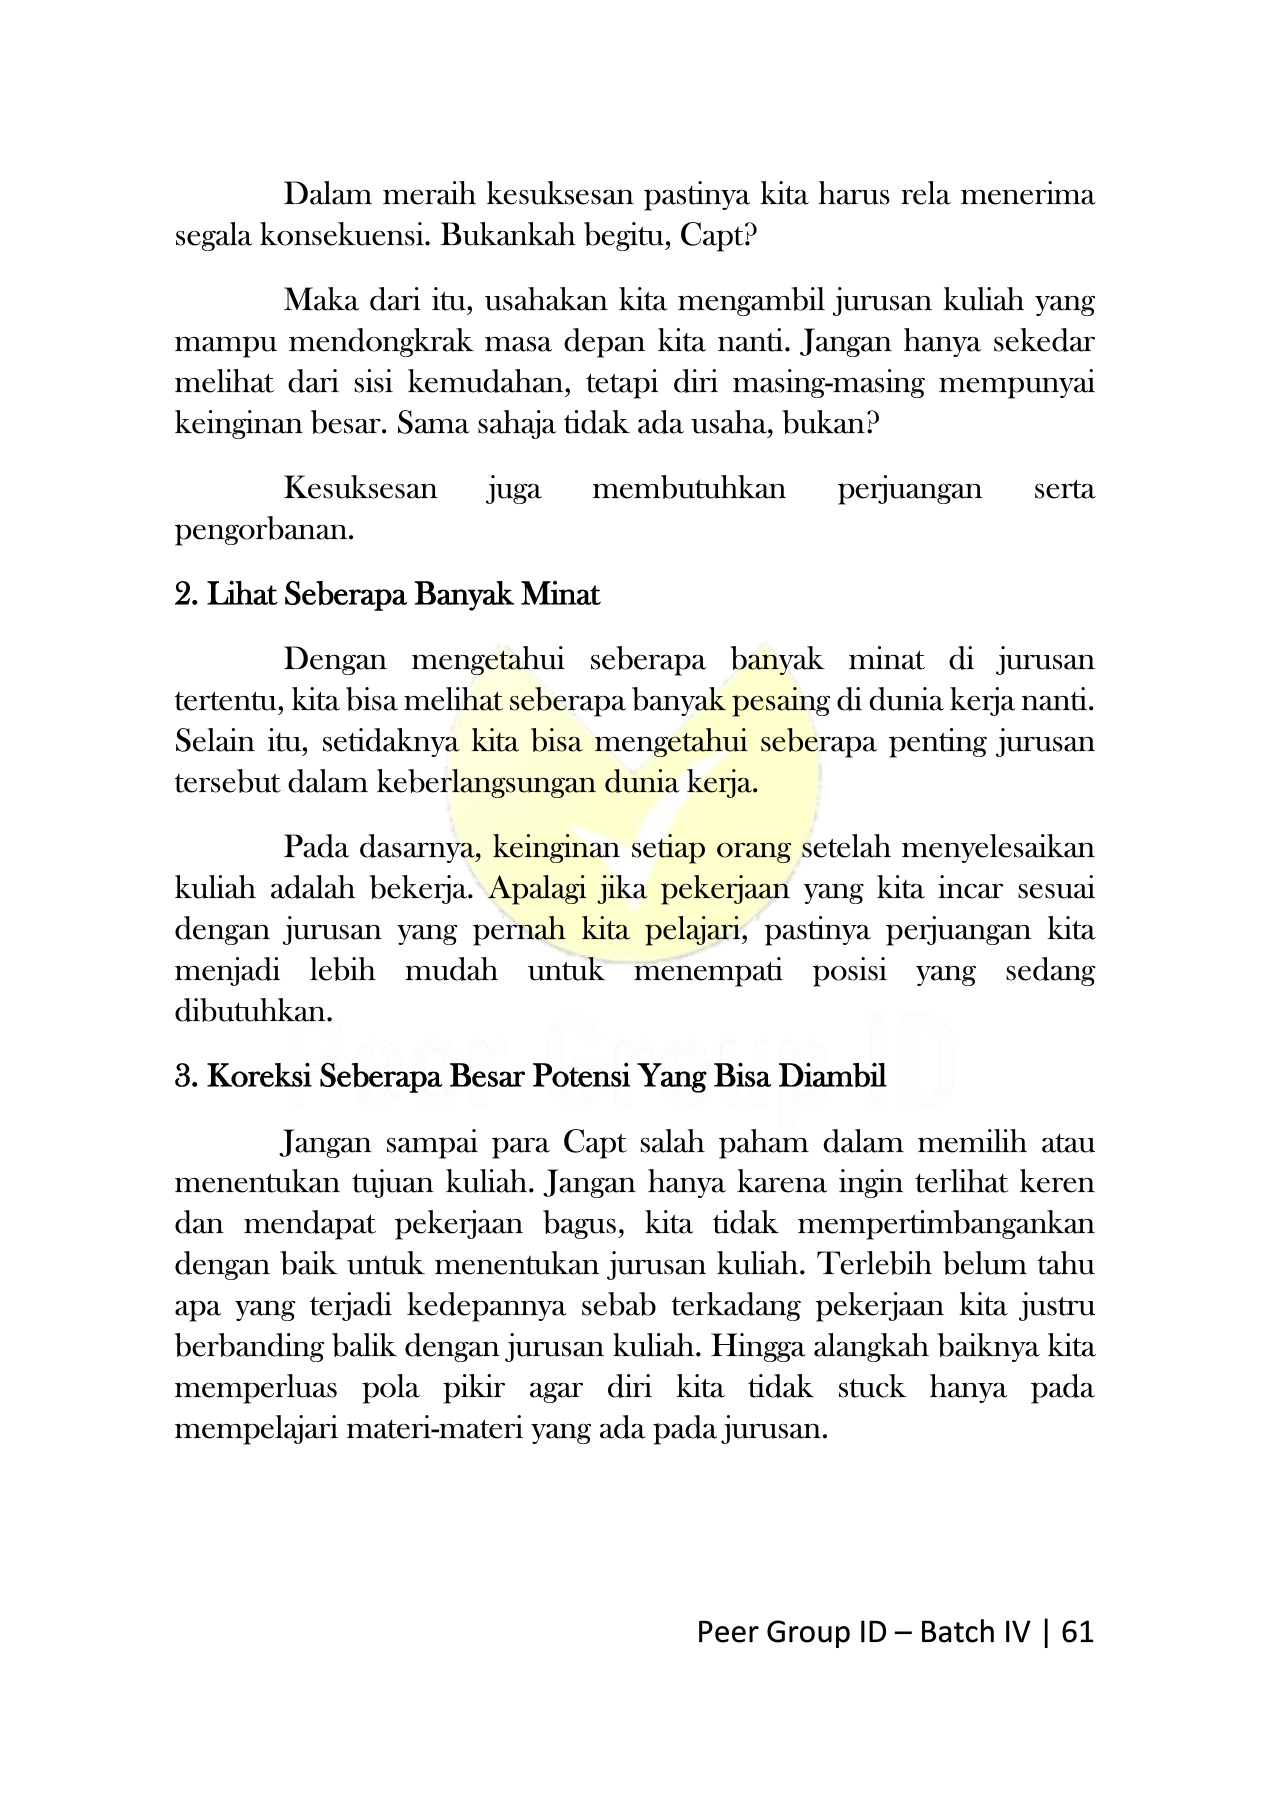 Dalam meraih kesuksesan pastinya kita harus rela menerima
segala konsekuensi. Bukankah begitu, Capt?
Maka dari itu, usahakan kita mengambil jurusan kuliah yang
mampu mendongkrak masa depan kita nanti. Jangan hanya sekedar
melihat dari sisi kemudahan, tetapi diri masing-masing mempunyai
keinginan besar. Sama sahaja tidak ada usaha, bukan?
Kesuksesan juga membutuhkan perjuangan serta
pengorbanan.
2. Lihat Seberapa Banyak Minat
Dengan mengetahui seberapa banyak minat di jurusan
tertentu, kita bisa melihat seberapa banyak pesaing di dunia kerja nanti.
Selain itu, setidaknya kita bisa mengetahui seberapa penting jurusan
tersebut dalam keberlangsungan dunia kerja.
Pada dasarnya, keinginan setiap orang setelah menyelesaikan
kuliah adalah bekerja. Apalagi jika pekerjaan yang kita incar sesuai
dengan jurusan yang pernah kita pelajari, pastinya perjuangan kita
menjadi lebih mudah untuk menempati posisi yang sedang
dibutuhkan.
Peer Group ID
3. Koreksi Seberapa Besar Potensi Yang Bisa Diambil
Jangan sampai para Capt salah paham dalam memilih atau
menentukan tujuan kuliah. Jangan hanya karena ingin terlihat keren
dan mendapat pekerjaan bagus, kita tidak mempertimbangankan
dengan baik untuk menentukan jurusan kuliah. Terlebih belum tahu
apa yang terjadi kedepannya sebab terkadang pekerjaan kita justru
berbanding balik dengan jurusan kuliah. Hingga alangkah baiknya kita
memperluas pola pikir agar diri kita tidak stuck hanya pada
mempelajari materi-materi yang ada pada jurusan.
Peer Group ID – Batch IV | 61